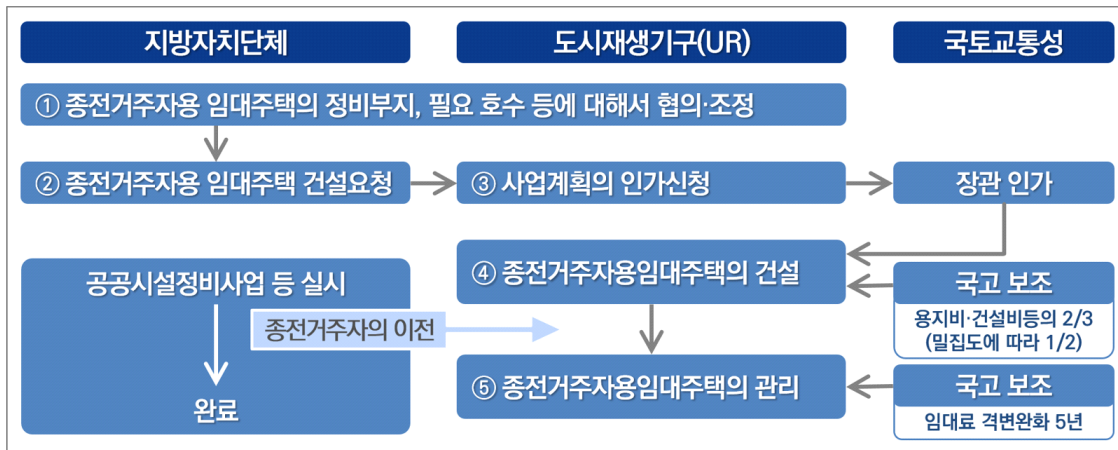 지방자치단체
도시재생기구(UR)
국토교통성
① 종전거주자용 임대주택의 정비부지, 필요 호수 등에 대해서 협의·조정
② 종전거주자용 임대주택 건설요청
③ 사업계획의 인가신청
장관 인가
공공시설정비사업 등 실시
④ 종전거주자용임대주택의 건설
국고 보조
용지비·건설비등의 2/3
(밀집도에 따라 1/2)
종전거주자의 이전
완료
⑤ 종전거주자용임대주택의 관리
국고 보조
임대료 격변완화 5년